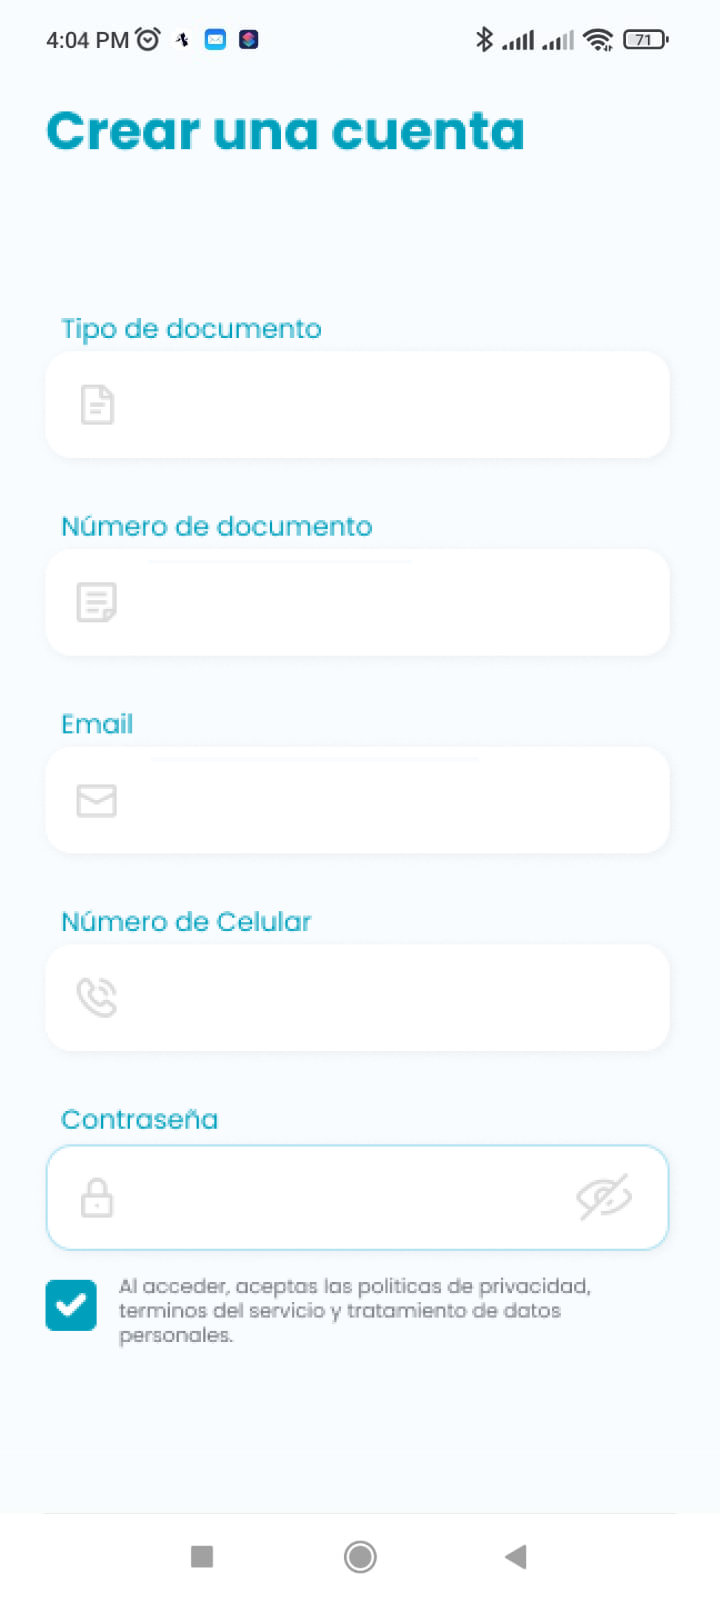 4:04 PM
71
Crear una cuenta
Tipo de documento
Número de documento
Email
Número de Celular
Contraseña
Al acceder, aceptas las politicas de privacidad,
terminos del servicio y tratamiento de datos
personales.